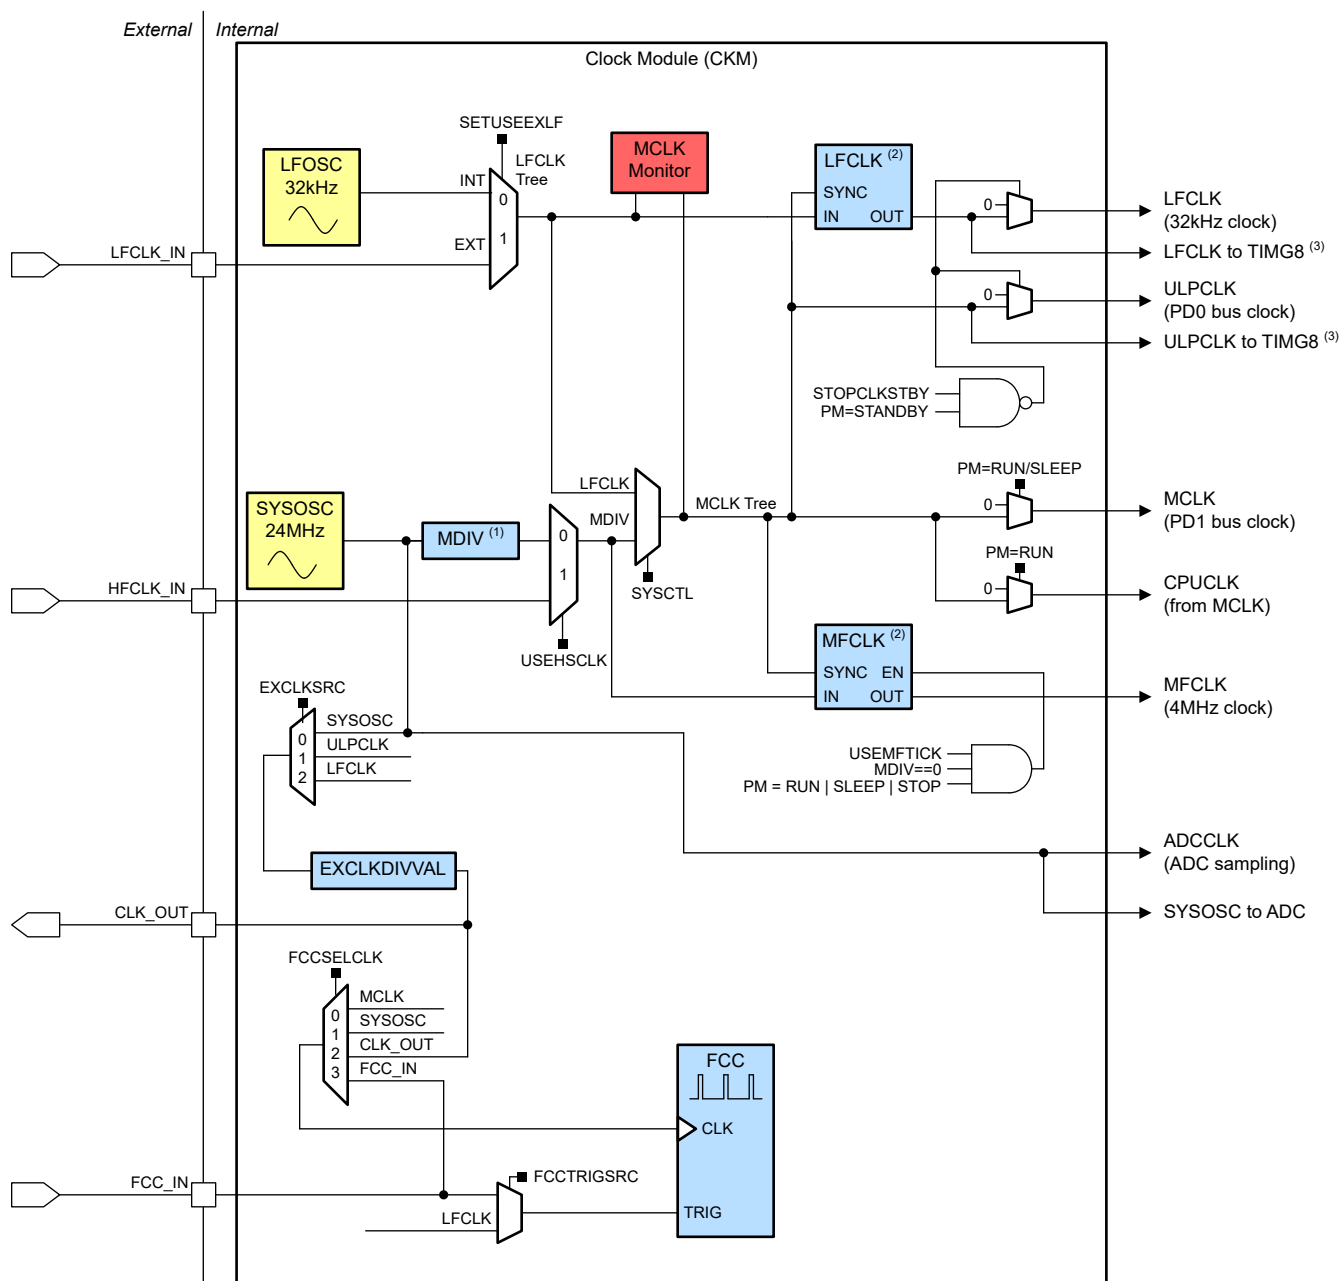 External Internal
Clock Module (CKM)
SETUSEEXLF
LFOSC
32kHz
INT
0
LFCLK
Tree
EXT
1
MCLK
Monitor
LFCLK (2)
SYNC
IN OUT
0
LFCLK
(32kHz clock)
LFCLK_IN
LFCLK to TIMG8 (3)
0
ULPCLK
(PD0 bus clock)
ULPCLK to TIMG8 (3)
STOPCLKSTBY
PM=STANDBY
SYSOSC
24MHz
MDIV (1)
0
1
USEHSCLK
LFCLK
MDIV
SYSCTL
MCLK Tree
PM=RUN/SLEEP
0
MCLK
(PD1 bus clock)
PM=RUN
0
CPUCLK
(from MCLK)
HFCLK_IN
MFCLK (2)
SYNC EN
IN OUT
MFCLK
(4MHz clock)
EXCLKSRC
0 SYSOSC
1 ULPCLK
2 LFCLK
USEMFTICK
MDIV==0
PM = RUN | SLEEP | STOP
ADCCLK
(ADC sampling)
EXCLKDIVVAL
CLK_OUT
SYSOSC to ADC
FCCSELCLK
0 MCLK
1 SYSOSC
2 CLK_OUT
3 FCC_IN
FCC
CLK
TRIG
FCC_IN
FCCTRIGSRC
LFCLK